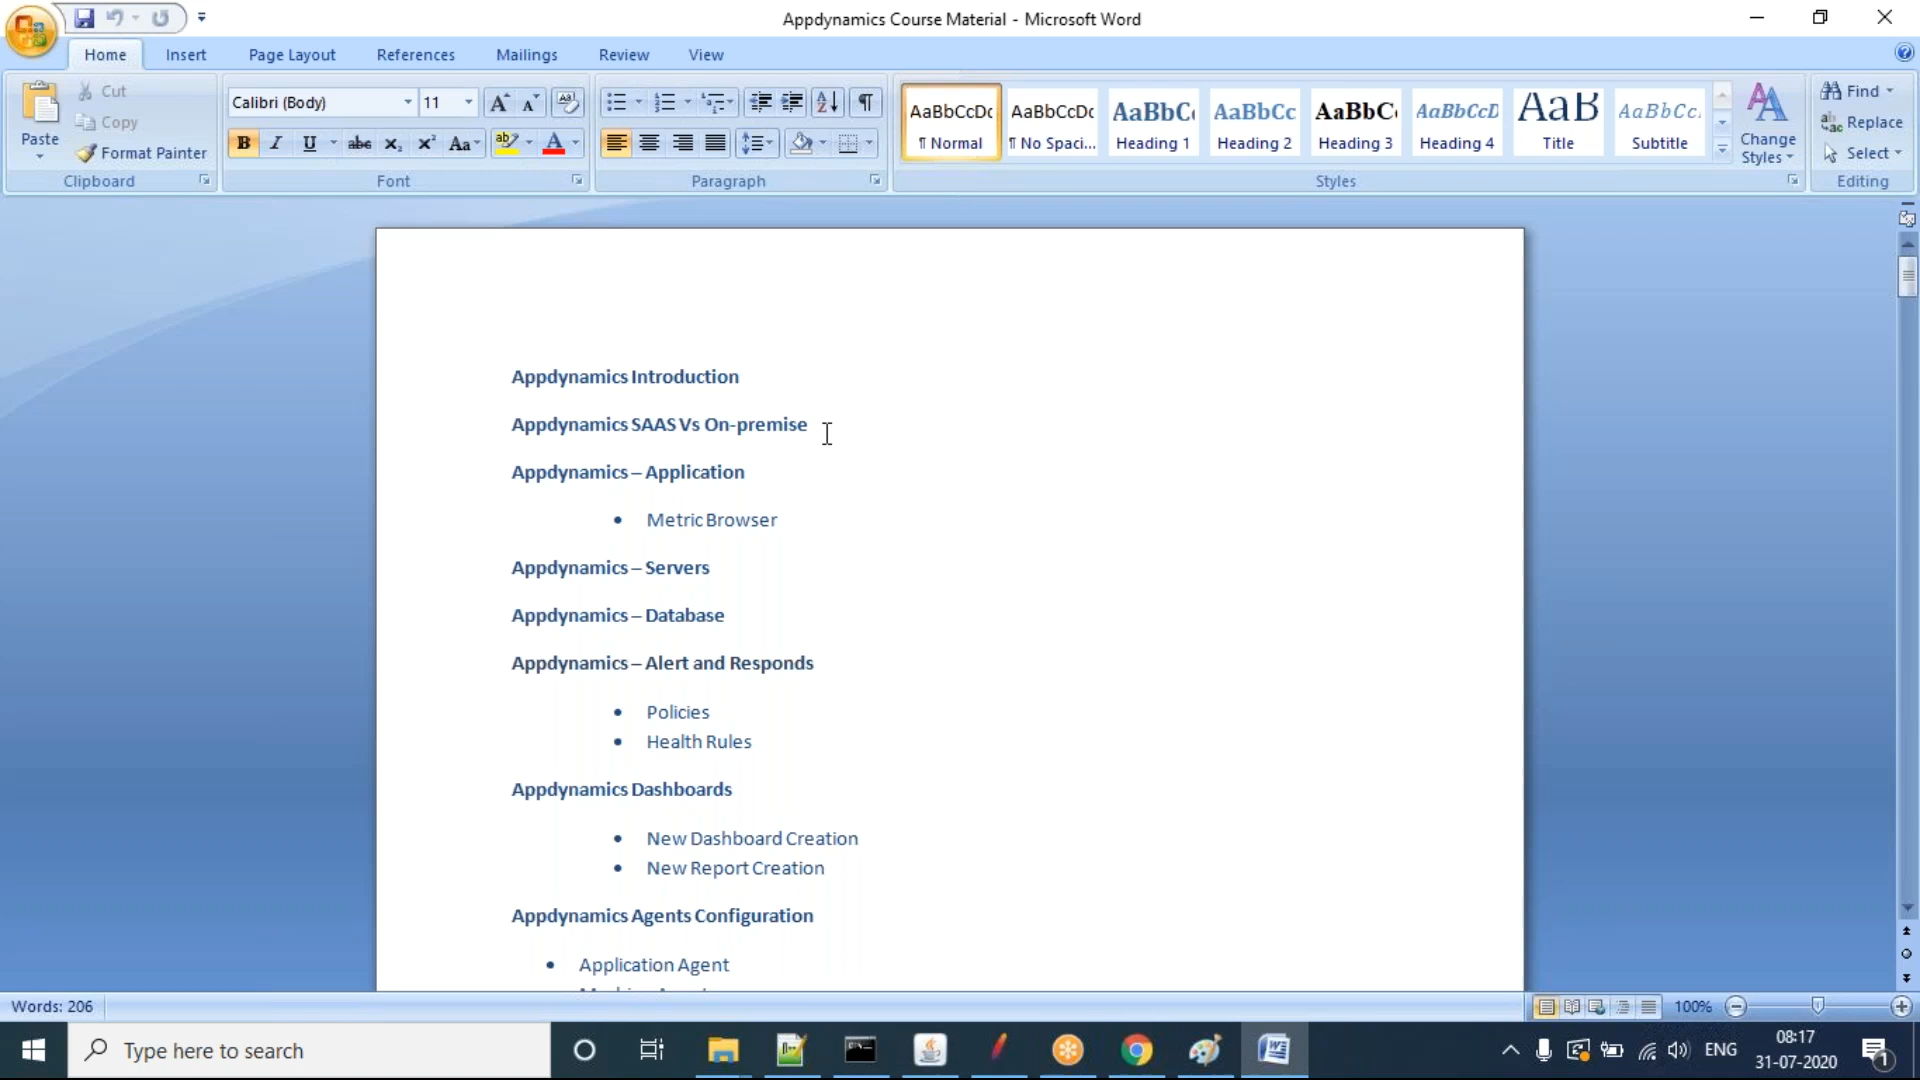 Appdynamics Course Material - Microsoft Word
Home Insert Page Layout References Mailings Review View
Paste
Cut
Copy
Format Painter
Clipboard
Calibri (Body) 11
Font
Paragraph
AaBbCcDc AaBbCcDc AaBbC AaBbCc AaBbC AaBbCcD AaB AaBbCc.
¶ Normal ¶ No Spaci... Heading 1 Heading 2 Heading 3 Heading 4 Title Subtitle
Change Styles
Styles
Find
Replace
Select
Editing
Appdynamics Introduction
Appdynamics SAAS Vs On-premise
Appdynamics – Application
• Metric Browser
Appdynamics – Servers
Appdynamics – Database
Appdynamics – Alert and Responds
• Policies
• Health Rules
Appdynamics Dashboards
• New Dashboard Creation
• New Report Creation
Appdynamics Agents Configuration
• Application Agent
Words: 206
100%
Type here to search
ENG
08:17
31-07-2020
1